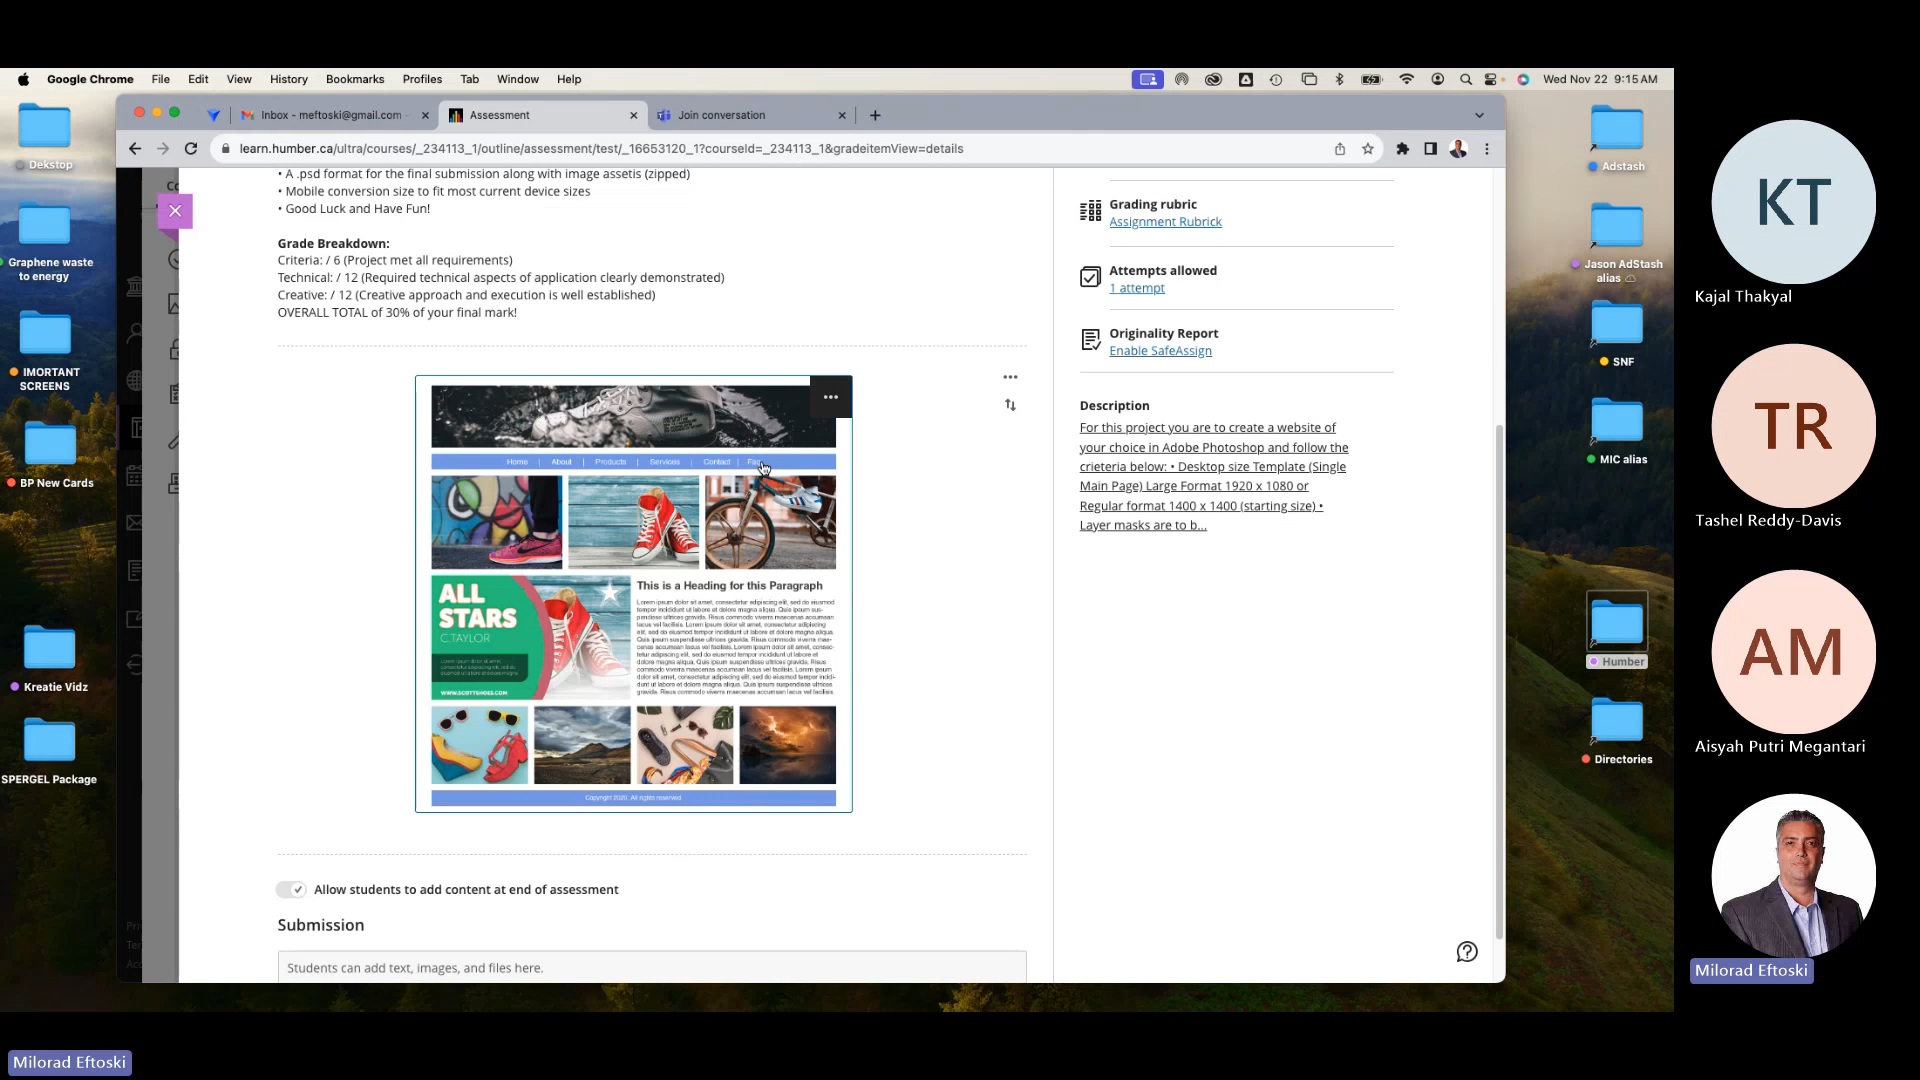 Google Chrome File Edit View History Bookmarks Profiles Tab Window Help
Wed Nov 22 9:15 AM
Inbox - meftoski@gmail.com -
Assessment
Join conversation
learn.humber.ca/ultra/courses/_234113_1/outline/assessment/test/_16653120_1?courseId=_234113_1&gradeitemView=details
Dekstop
Graphene waste
to energy
IMORTANT
SCREENS
BP New Cards
Kreatie Vidz
SPERGEL Package
• A .psd format for the final submission along with image assetis (zipped)
• Mobile conversion size to fit most current device sizes
• Good Luck and Have Fun!
Grade Breakdown:
Criteria: / 6 (Project met all requirements)
Technical: / 12 (Required technical aspects of application clearly demonstrated)
Creative: / 12 (Creative approach and execution is well established)
OVERALL TOTAL of 30% of your final mark!
Home | About | Products | Services | Contact |
ALL
STARS
C.TAYLOR
WWW.SCOTTSHOES.COM
This is a Heading for this Paragraph
Copyright 2020. All rights reserved
Allow students to add content at end of assessment
Submission
Students can add text, images, and files here.
Grading rubric
Assignment Rubrick
Attempts allowed
1 attempt
Originality Report
Enable SafeAssign
Description
For this project you are to create a website of
your choice in Adobe Photoshop and follow the
crieteria below: • Desktop size Template (Single
Main Page) Large Format 1920 x 1080 or
Regular format 1400 x 1400 (starting size) •
Layer masks are to b...
Adstash
Jason AdStash
alias
SNF
MIC alias
Humber
Directories
KT
Kajal Thakyal
TR
Tashel Reddy-Davis
AM
Aisyah Putri Megantari
Milorad Eftoski
Milorad Eftoski